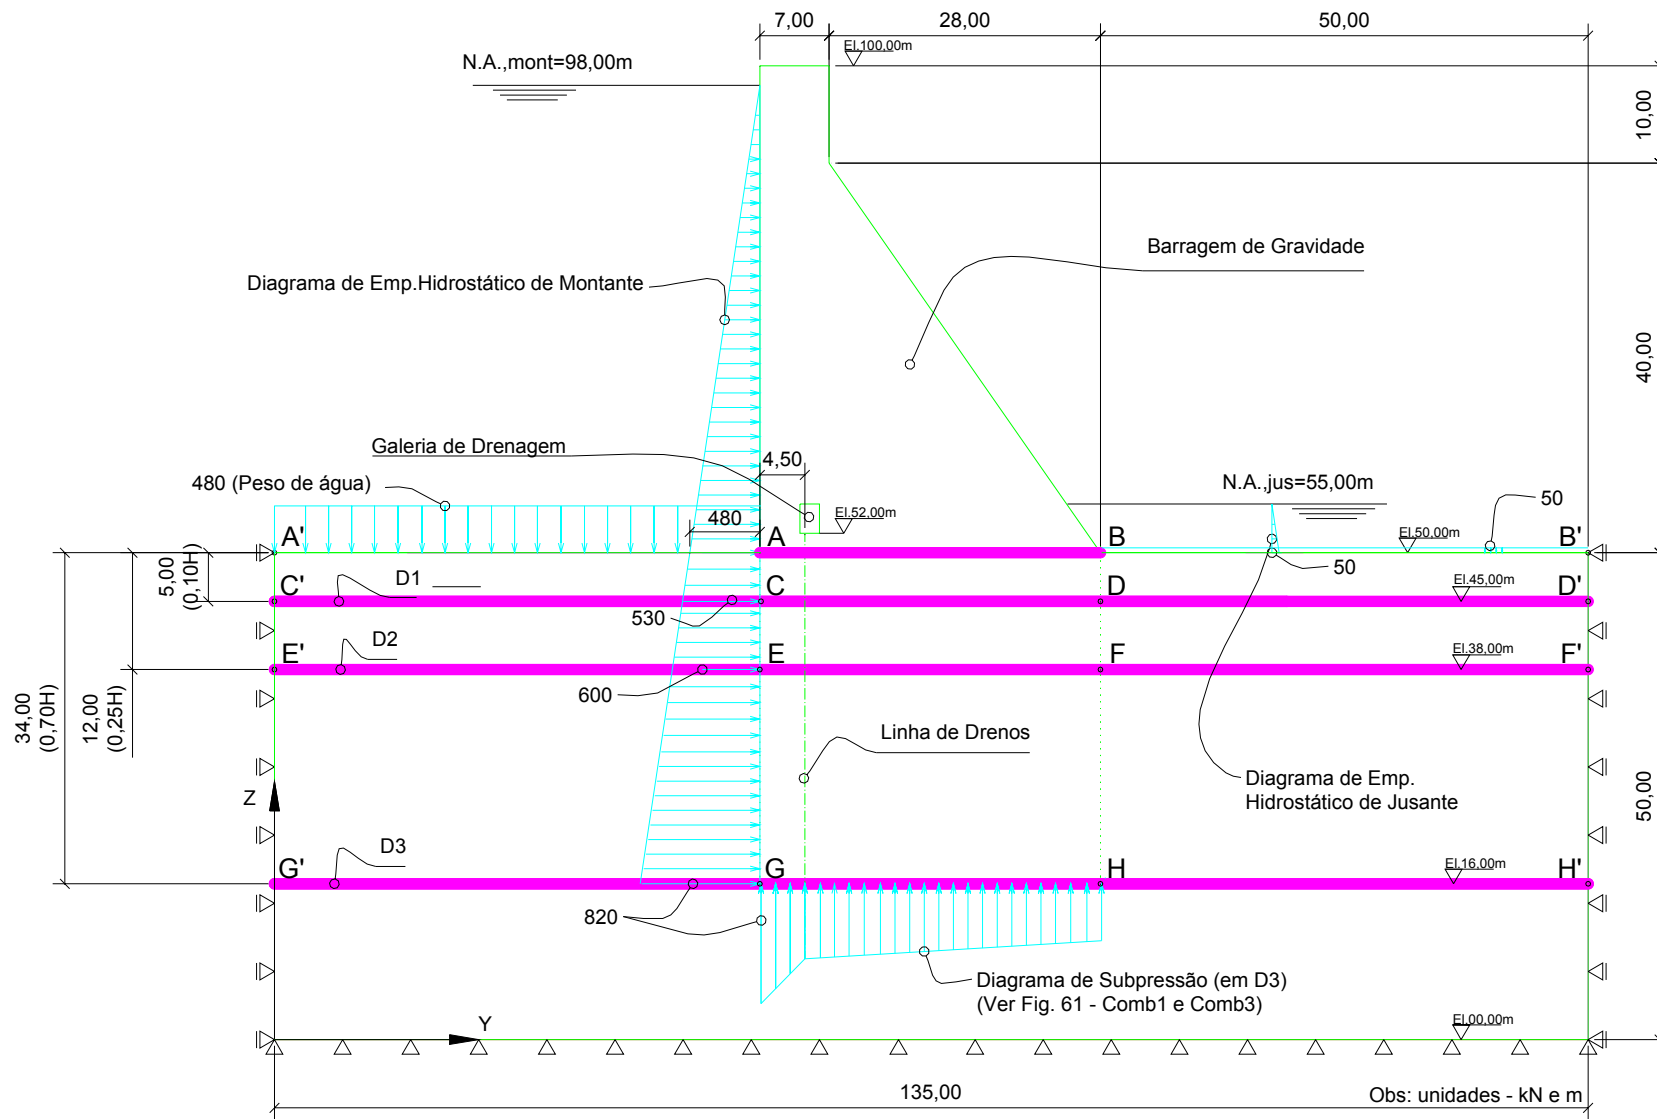 7,00
28,00
50,00
El.100,00m
N.A.,mont=98,00m
10,00
Barragem de Gravidade
Diagrama de Emp.Hidrostático de Montante
40,00
Galeria de Drenagem
4,50
480 (Peso de água)
N.A.,jus=55,00m
50
El.52,00m
480
A'
A
B
El.50,00m
B'
50
5,00
(0,10H)
C'
D1
C
D
El.45,00m
D'
530
E'
D2
E
F
El.38,00m
F'
600
34,00
(0,70H)
12,00
(0,25H)
Linha de Drenos
Diagrama de Emp.
Hidrostático de Jusante
Z
50,00
G'
D3
G
H
El.16,00m
H'
820
Diagrama de Subpressão (em D3)
(Ver Fig. 61 - Comb1 e Comb3)
Y
El.00,00m
135,00
Obs: unidades - kN e m